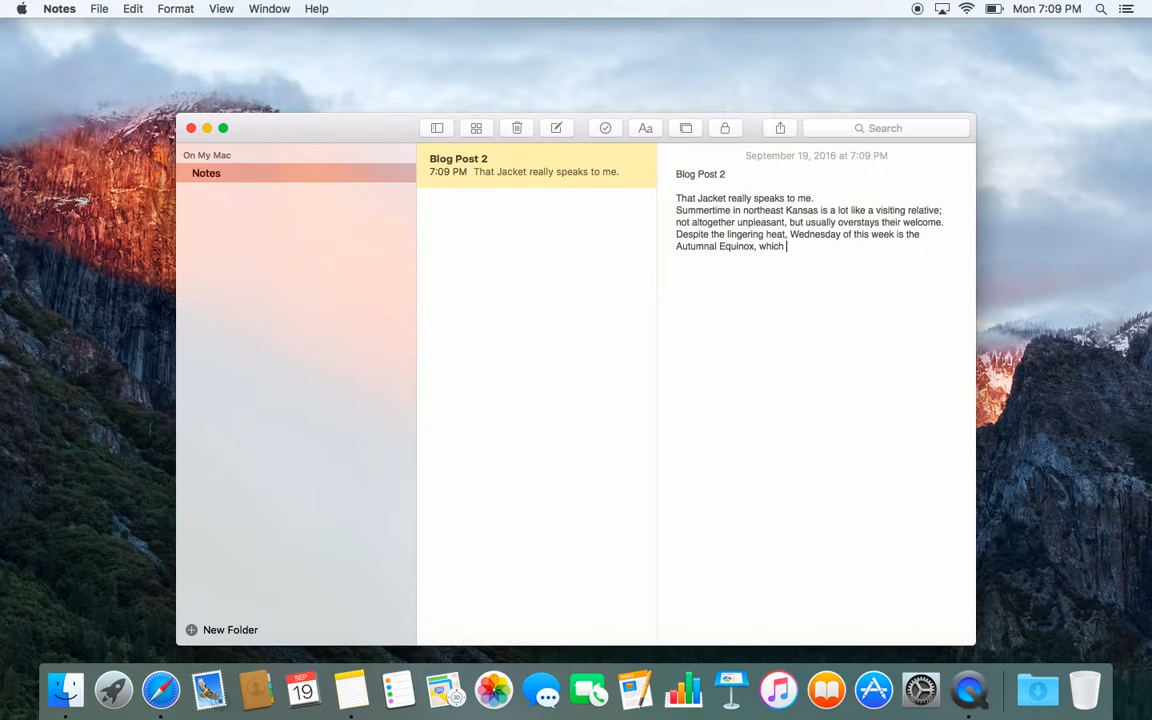 Notes File Edit Format View Window Help Mon 7:09 PM
Search
On My Mac
Notes
Blog Post 2
7:09 PM That Jacket really speaks to me.
September 19, 2016 at 7:09 PM
Blog Post 2
That Jacket really speaks to me.
Summertime in northeast Kansas is a lot like a visiting relative;
not altogether unpleasant, but usually overstays their welcome.
Despite the lingering heat, Wednesday of this week is the
Autumnal Equinox, which
New Folder
SEP
19